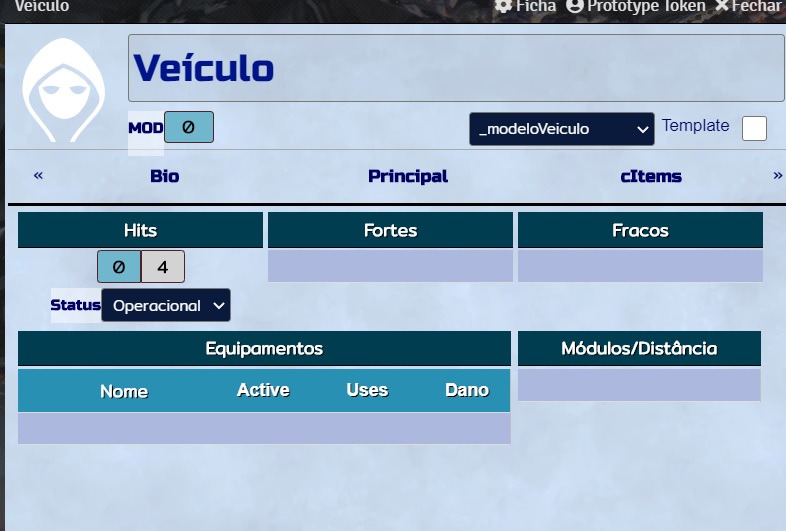 Veículo Ficha Prototype Token Fechar
Veículo
MOD 0 _modeloVeiculo Template
« Bio Principal cItems »
Hits Fortes Fracos
0 4
Status Operacional
Equipamentos Módulos/Distância
Nome Active Uses Dano